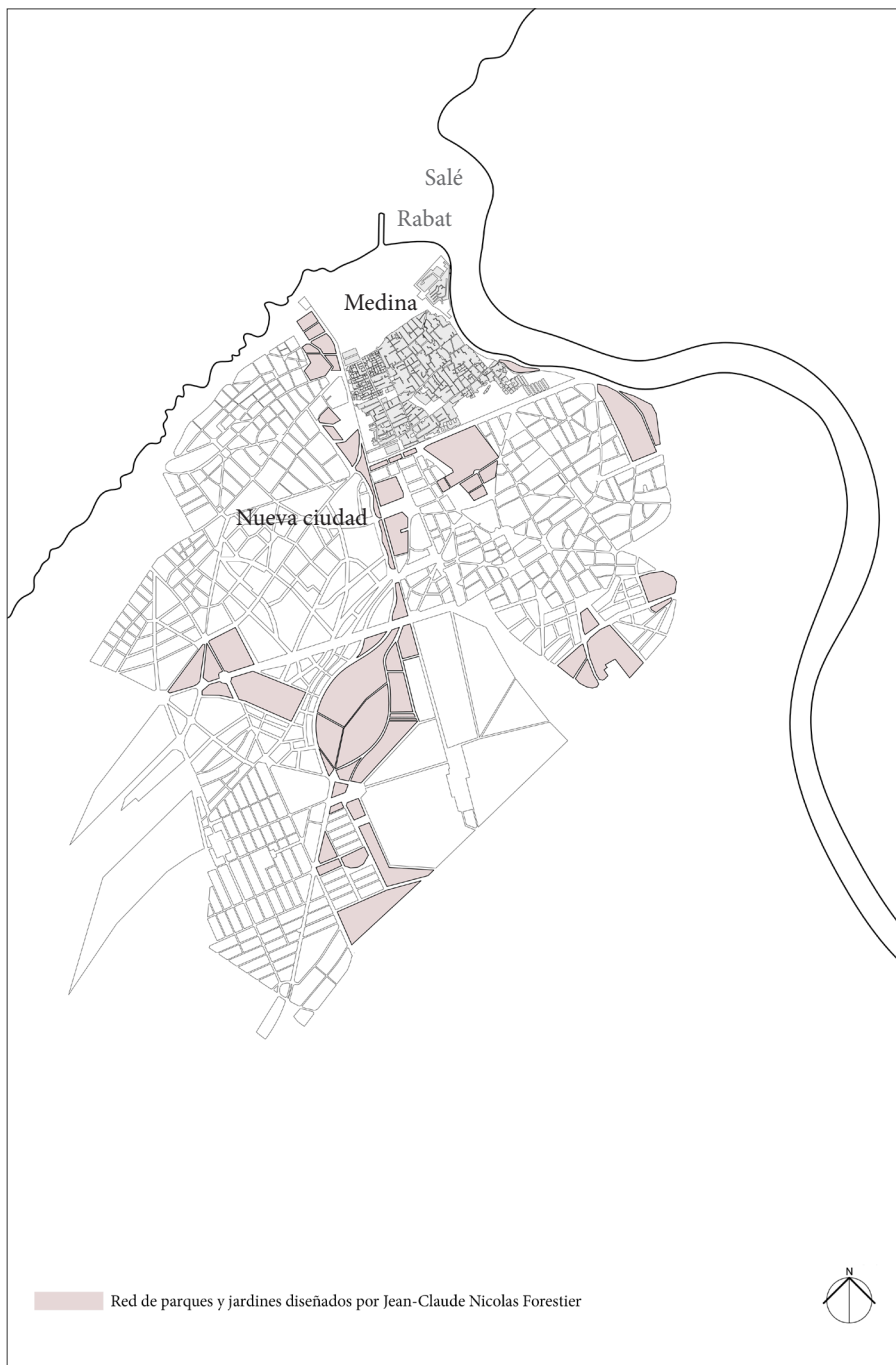 Salé
Rabat
Medina
Nueva ciudad
N
Red de parques y jardines diseñados por Jean-Claude Nicolas Forestier